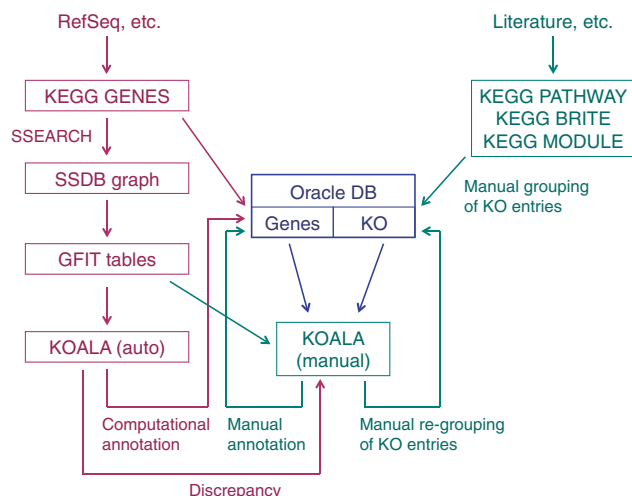 RefSeq, etc.
Literature, etc.
KEGG GENES
KEGG PATHWAY
KEGG BRITE
KEGG MODULE
SSEARCH
SSDB graph
Oracle DB
Genes
KO
Manual grouping
of KO entries
GFIT tables
KOALA (auto)
KOALA
(manual)
Computational
annotation
Manual
annotation
Manual re-grouping
of KO entries
Discrepancy